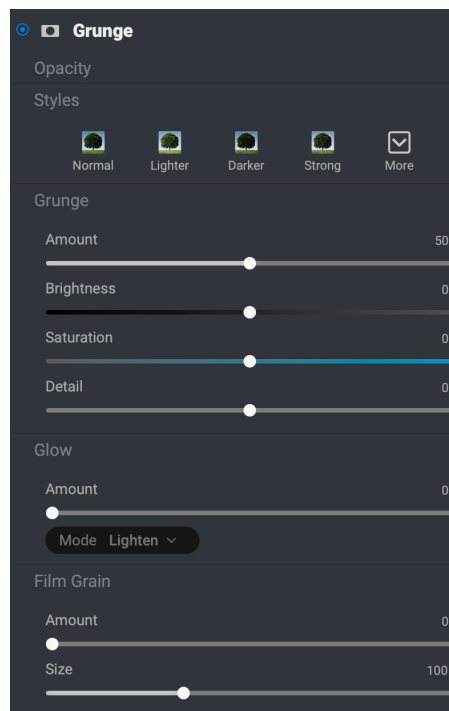 Grunge
Opacity
Styles
Normal Lighter Darker Strong More
Grunge
Amount 50
Brightness 0
Saturation 0
Detail 0
Glow
Amount 0
Mode Lighten
Film Grain
Amount 0
Size 100